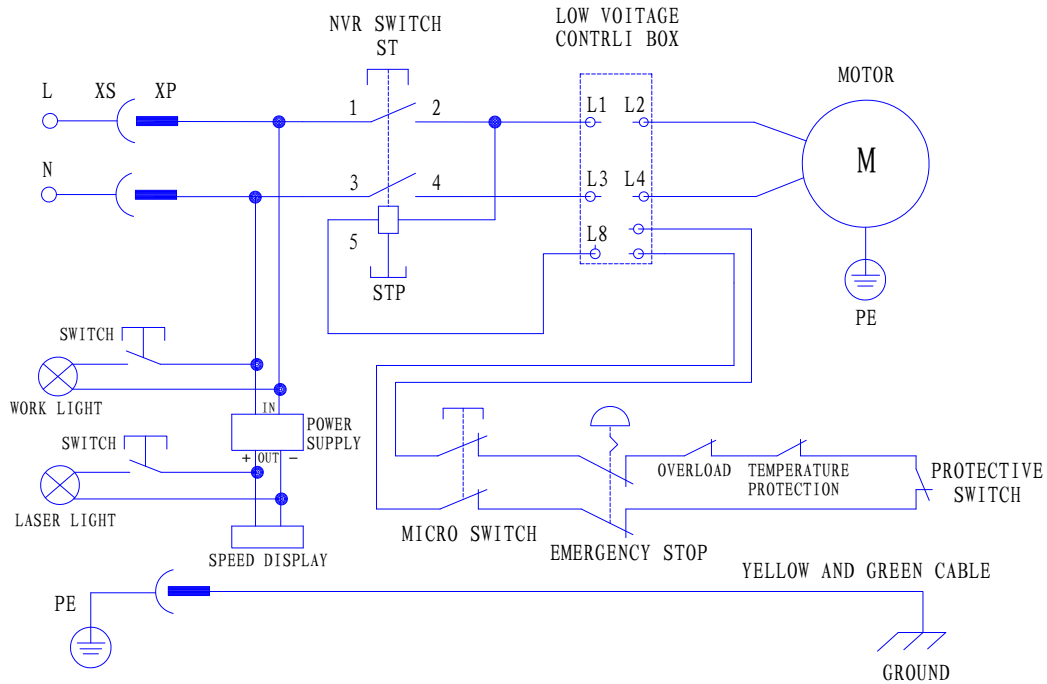 NVR SWITCH
ST
LOW VOITAGE
CONTRLI BOX
MOTOR
L XS XP
1 2
L1 L2
M
N
3 4
L3 L4
5
L8
STP
PE
SWITCH
WORK LIGHT
IN
POWER
SUPPLY
SWITCH
+ OUT −
LASER LIGHT
SPEED DISPLAY
MICRO SWITCH
EMERGENCY STOP
OVERLOAD
TEMPERATURE
PROTECTION
PROTECTIVE
SWITCH
YELLOW AND GREEN CABLE
PE
GROUND